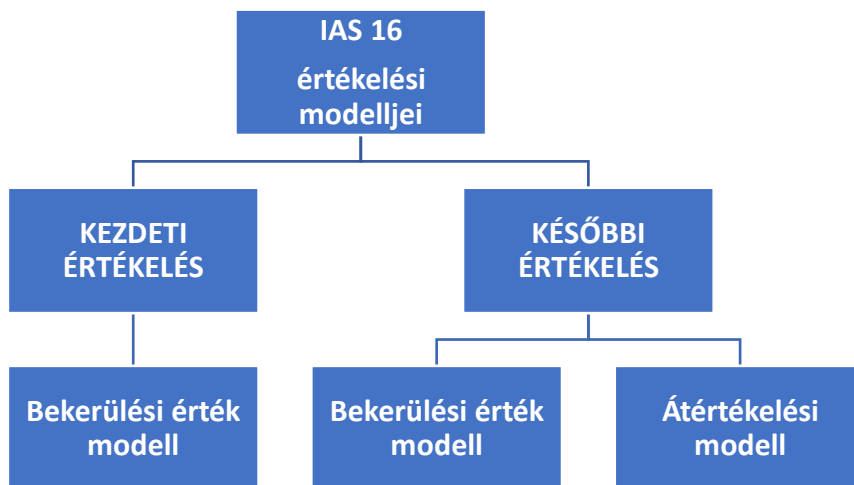 IAS 16
értékelési
modelljei
KEZDETI
ÉRTÉKELÉS
KÉSŐBBI
ÉRTÉKELÉS
Bekerülési érték
modell
Bekerülési érték
modell
Átértékelési
modell